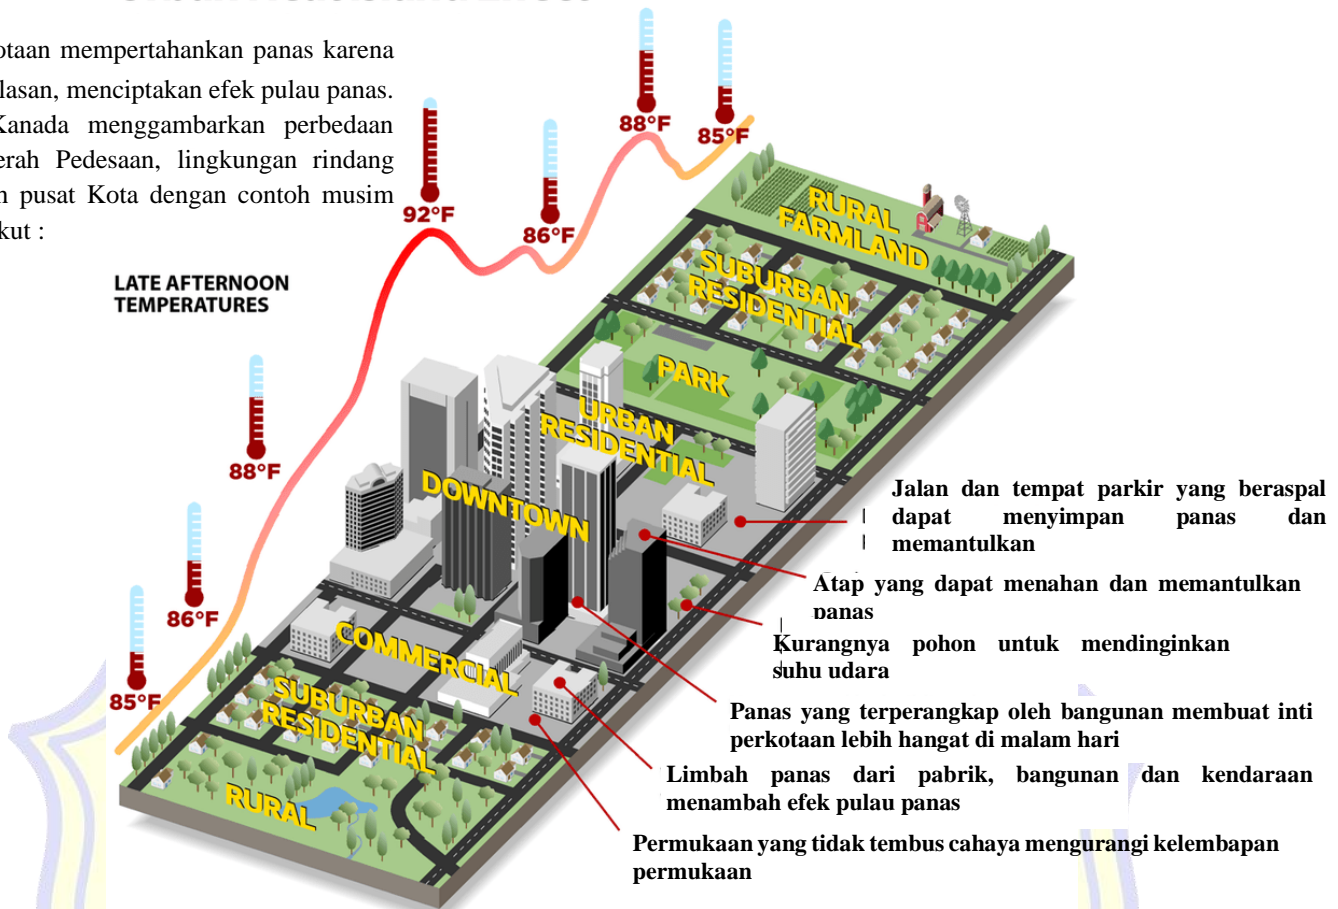 mempertahankan panas karena
menciptakan efek pulau panas.
Kanada menggambarkan perbedaan
Pedesaan, lingkungan rindang
pusat Kota dengan contoh musim
:
LATE AFTERNOON
TEMPERATURES
85°F
86°F
88°F
92°F
86°F
88°F
85°F
RURAL
FARMLAND
SUBURBAN
RESIDENTIAL
PARK
URBAN
RESIDENTIAL
DOWNTOWN
COMMERCIAL
SUBURBAN
RESIDENTIAL
RURAL
Jalan dan tempat parkir yang beraspal
dapat menyimpan panas dan
memantulkan
Atap yang dapat menahan dan memantulkan
panas
Kurangnya pohon untuk mendinginkan
suhu udara
Panas yang terperangkap oleh bangunan membuat inti
perkotaan lebih hangat di malam hari
Limbah panas dari pabrik, bangunan dan kendaraan
menambah efek pulau panas
Permukaan yang tidak tembus cahaya mengurangi kelembapan
permukaan